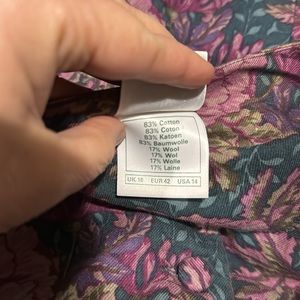 83% Cotton
83% Coton
83% Katoen
83% Baumwolle
17% Wool
17% Wol
17% Wolle
17% Laine
UK 16 EUR 42 USA 14